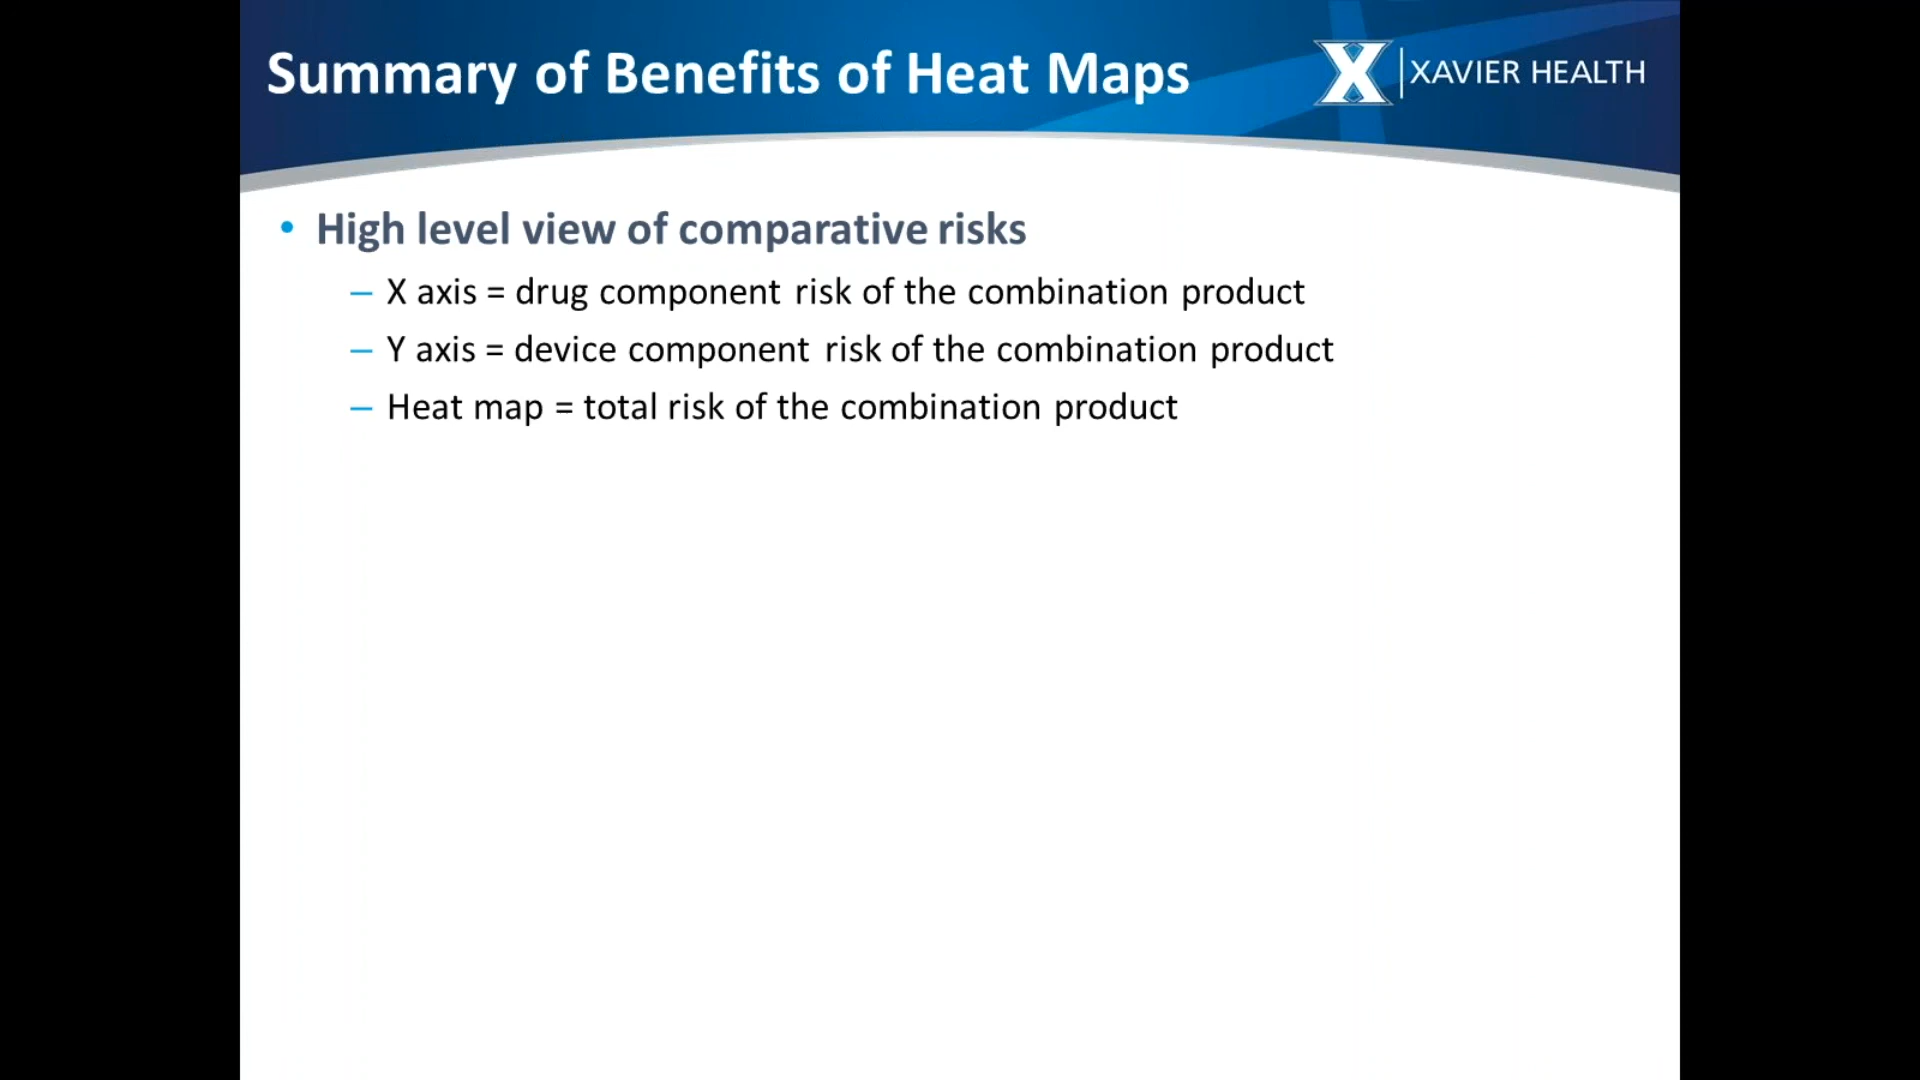 Summary of Benefits of Heat Maps
X XAVIER HEALTH
• High level view of comparative risks
– X axis = drug component risk of the combination product
– Y axis = device component risk of the combination product
– Heat map = total risk of the combination product